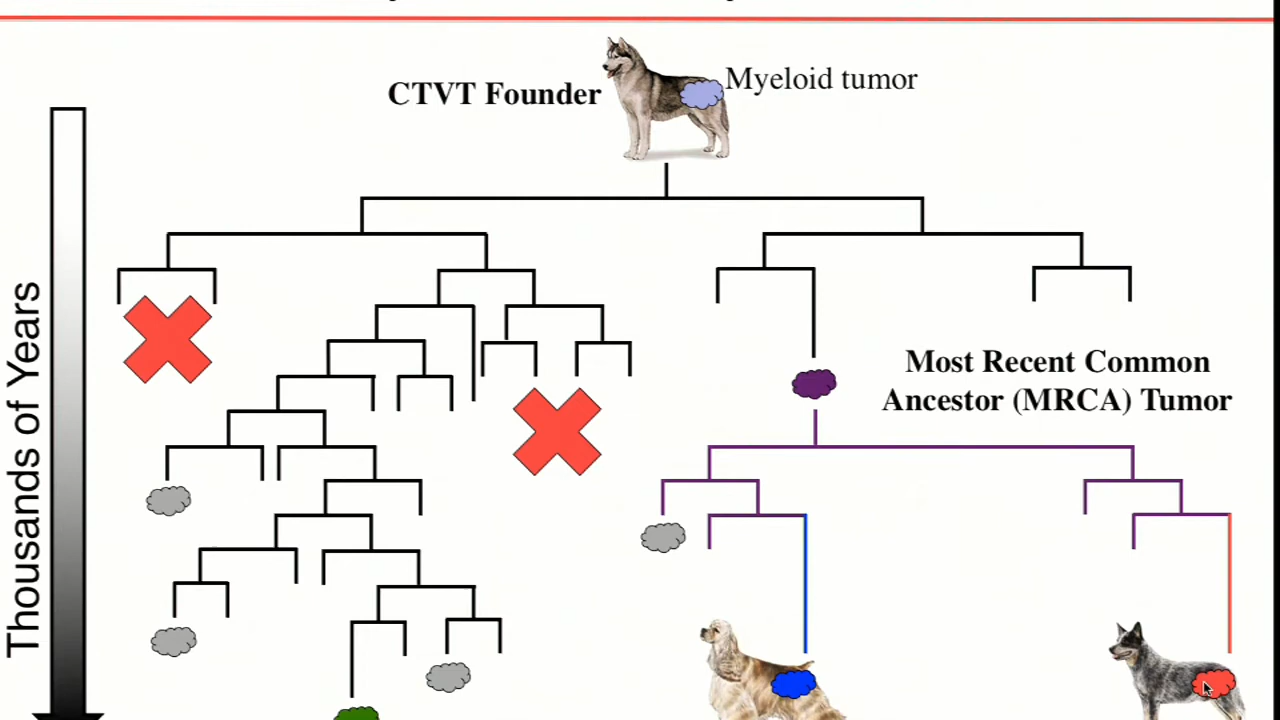 CTVT Founder
Myeloid tumor
Thousands of Years
Most Recent Common
Ancestor (MRCA) Tumor